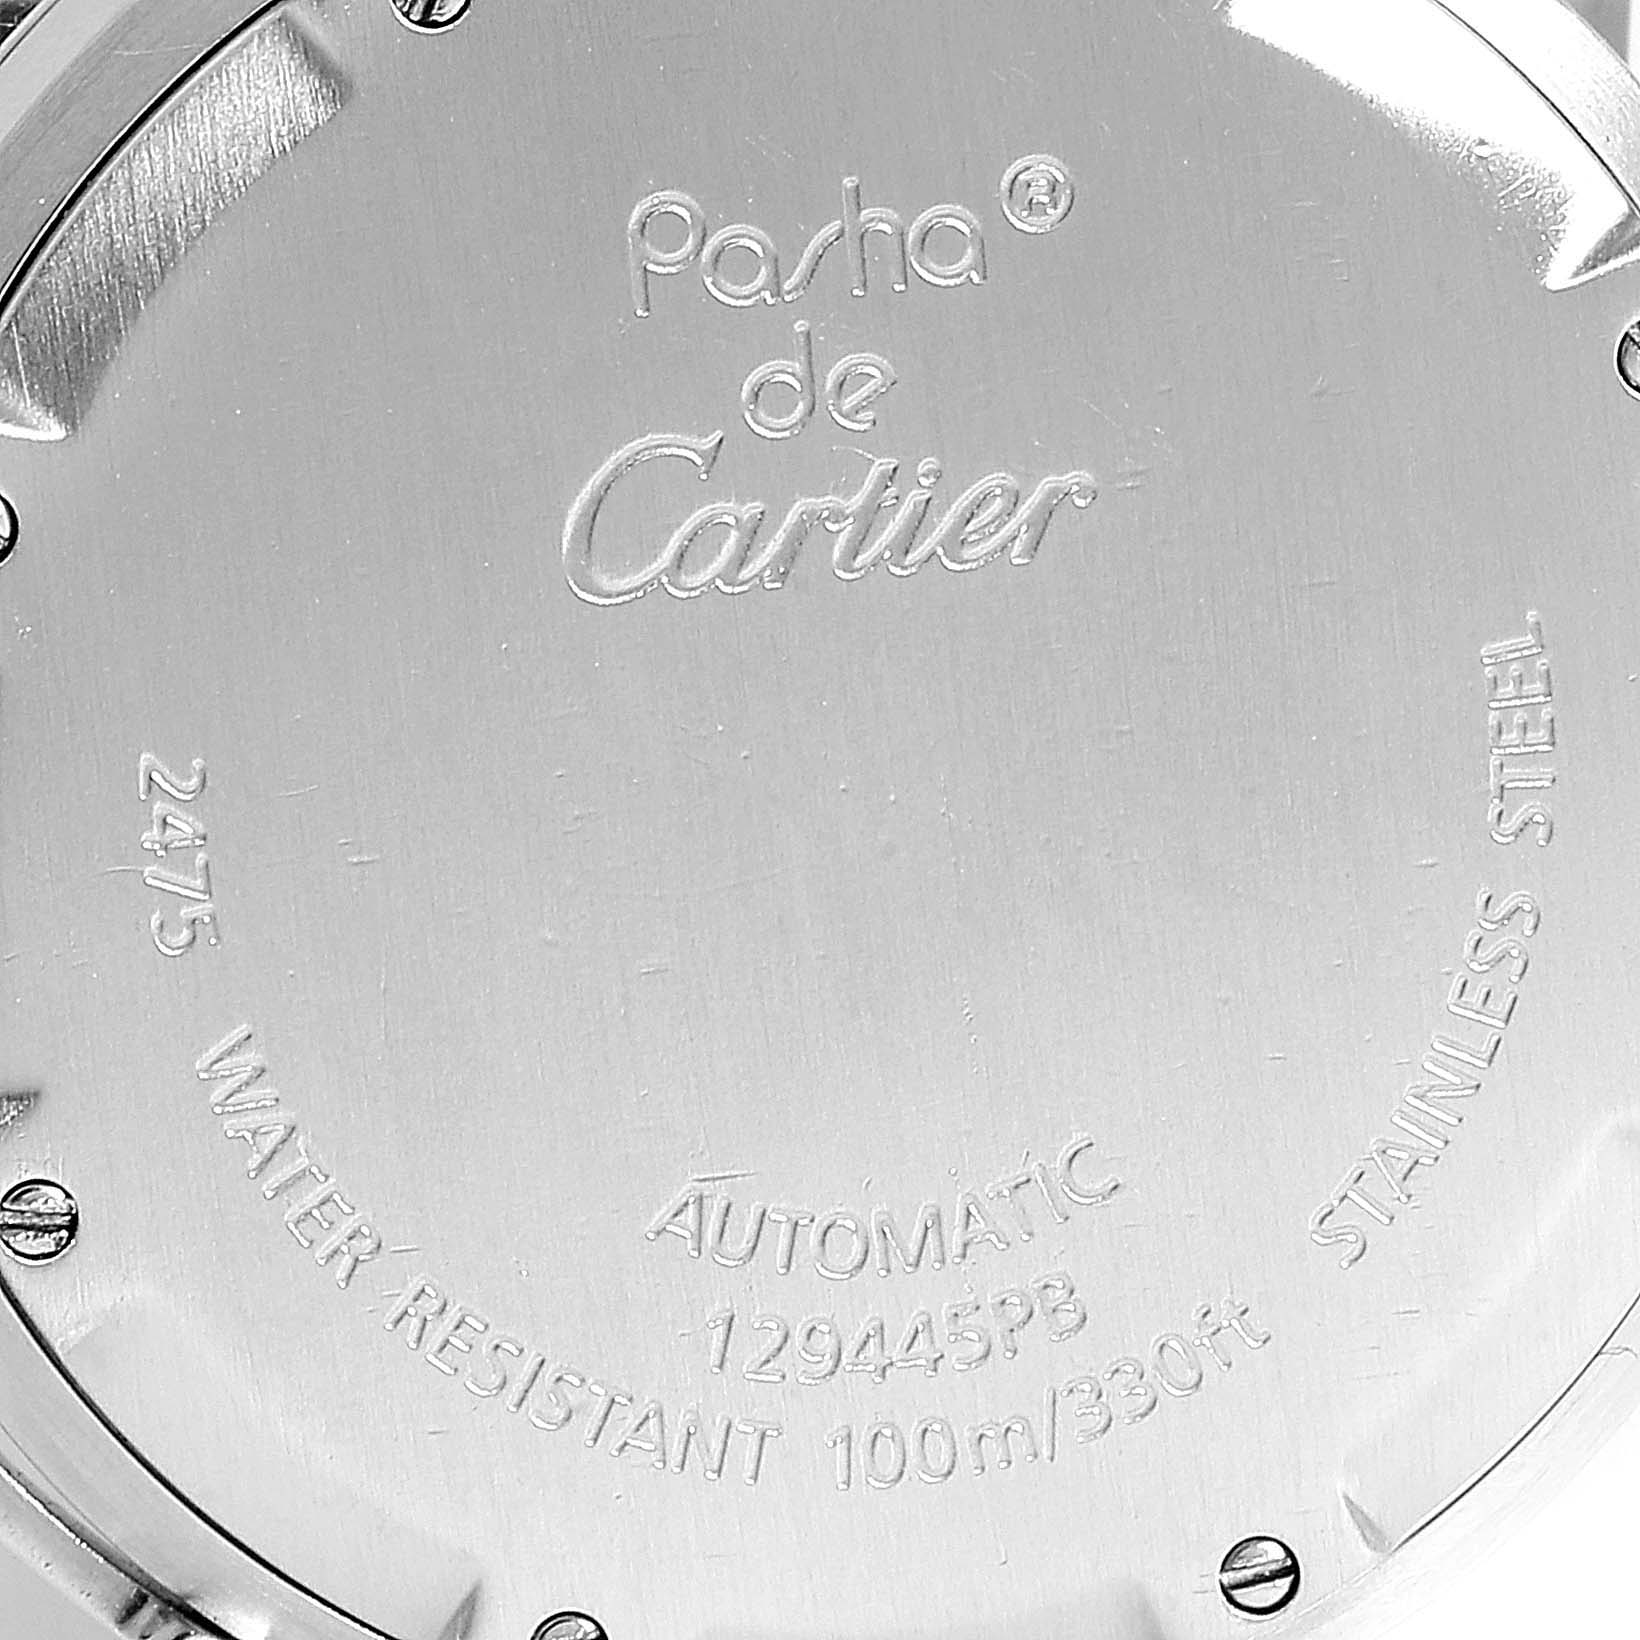 Pasha®
de
Cartier
2475
WATER RESISTANT 100m/330ft
STAINLESS STEEL
AUTOMATIC
129445PB